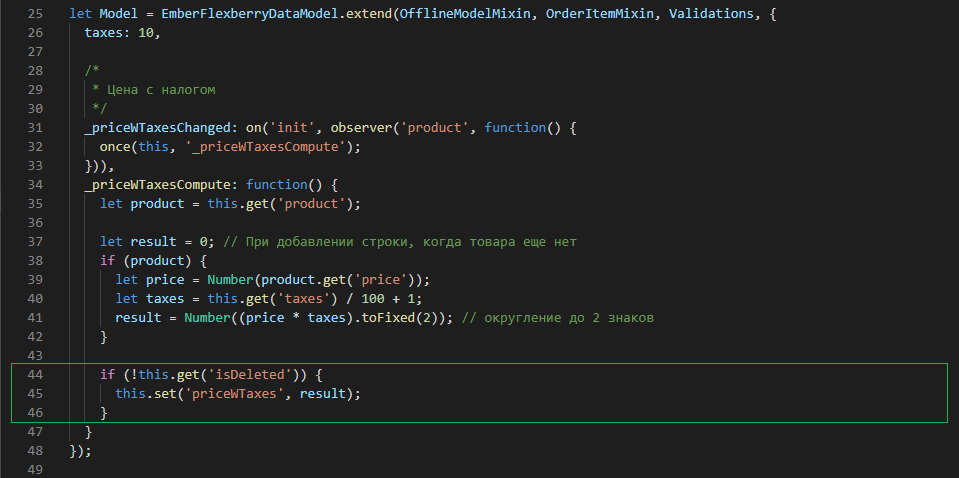 25 let Model = EmberFlexberryDataModel.extend(OfflineModelMixin, OrderItemMixin, Validations, {
26   taxes: 10,
27
28   /*
29    * Цена с налогом
30    */
31   _priceWTaxesChanged: on('init', observer('product', function() {
32     once(this, '_priceWTaxesCompute');
33   })),
34   _priceWTaxesCompute: function() {
35     let product = this.get('product');
36
37     let result = 0; // При добавлении строки, когда товара еще нет
38     if (product) {
39       let price = Number(product.get('price'));
40       let taxes = this.get('taxes') / 100 + 1;
41       result = Number((price * taxes).toFixed(2)); // округление до 2 знаков
42     }
43
44     if (!this.get('isDeleted')) {
45       this.set('priceWTaxes', result);
46     }
47   }
48 });
49